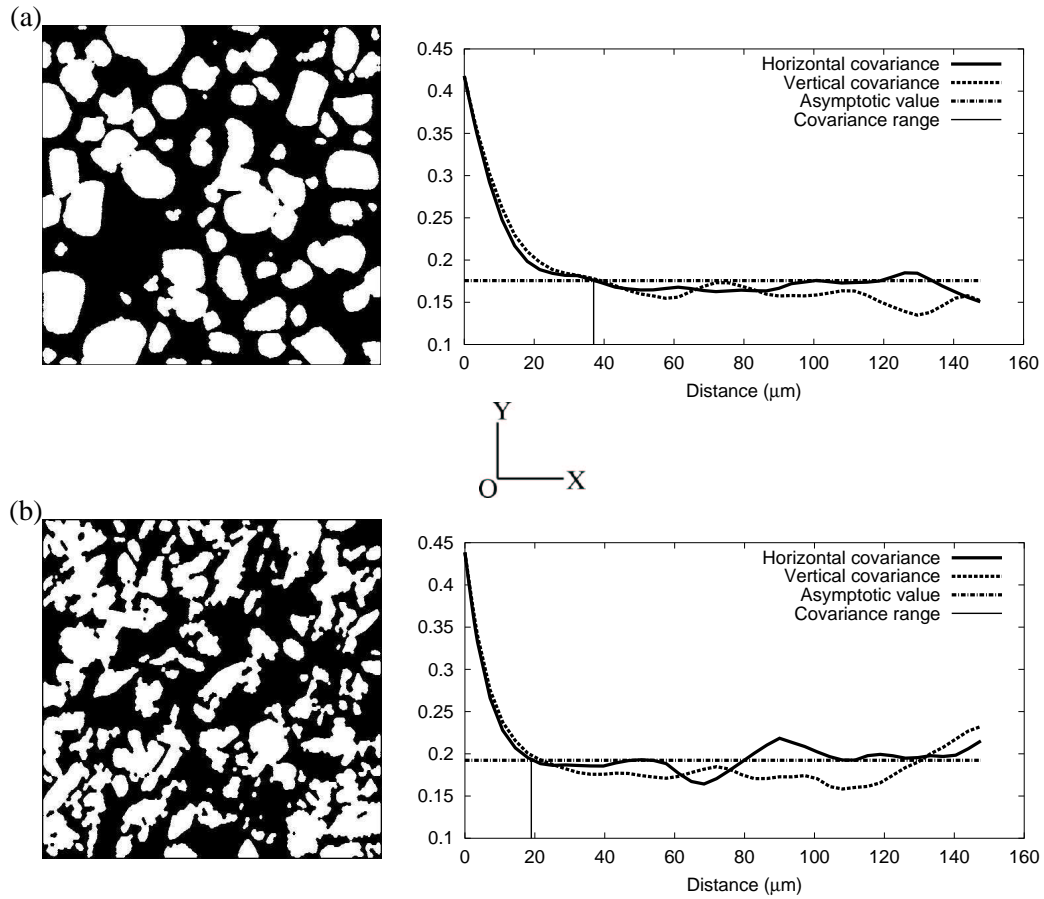 (a)
0.45
0.4
0.35
0.3
0.25
0.2
0.15
0.1
Horizontal covariance
Vertical covariance
Asymptotic value
Covariance range
0 20 40 60 80 100 120 140 160
Distance (μm)
Y
O X
(b)
0.45
0.4
0.35
0.3
0.25
0.2
0.15
0.1
Horizontal covariance
Vertical covariance
Asymptotic value
Covariance range
0 20 40 60 80 100 120 140 160
Distance (μm)